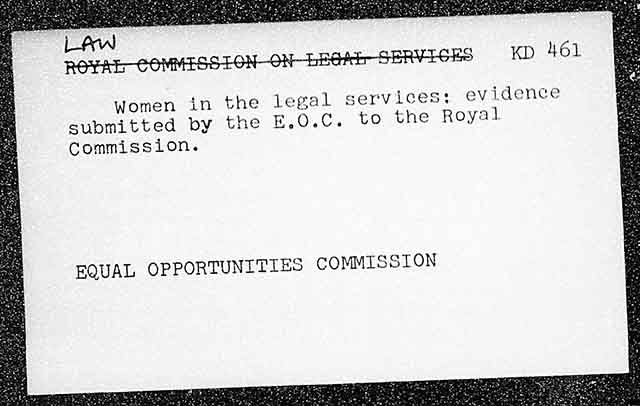 LAW
ROYAL COMMISSION ON LEGAL SERVICES KD 461
Women in the legal services: evidence
submitted by the E.O.C. to the Royal
Commission.
EQUAL OPPORTUNITIES COMMISSION